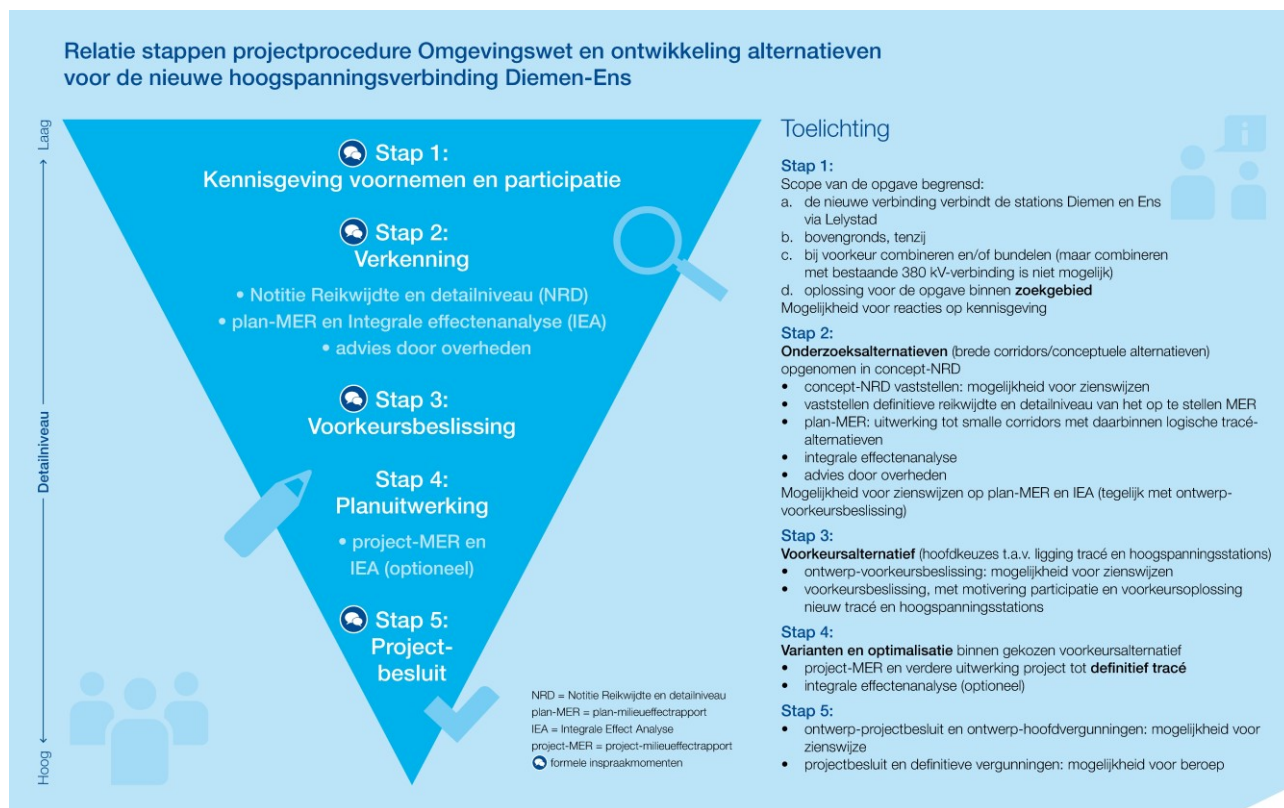 Relatie stappen projectprocedure Omgevingswet en ontwikkeling alternatieven
voor de nieuwe hoogspanningsverbinding Diemen-Ens
Laag
Detailniveau
Hoog
Stap 1:
Kennisgeving voornemen en participatie
Stap 2:
Verkenning
• Notitie Reikwijdte en detailniveau (NRD)
• plan-MER en Integrale effectenanalyse (IEA)
• advies door overheden
Stap 3:
Voorkeursbeslissing
Stap 4:
Planuitwerking
• project-MER en
IEA (optioneel)
Stap 5:
Project-
besluit
NRD = Notitie Reikwijdte en detailniveau
plan-MER = plan-milieueffectrapport
IEA = Integrale Effect Analyse
project-MER = project-milieueffectrapport
formele inspraakmomenten
Toelichting
i
Stap 1:
Scope van de opgave begrensd:
a. de nieuwe verbinding verbindt de stations Diemen en Ens
via Lelystad
b. bovengronds, tenzij
c. bij voorkeur combineren en/of bundelen (maar combineren
met bestaande 380 kV-verbinding is niet mogelijk)
d. oplossing voor de opgave binnen zoekgebied
Mogelijkheid voor reacties op kennisgeving
Stap 2:
Onderzoeksalternatieven (brede corridors/conceptuele alternatieven)
opgenomen in concept-NRD
• concept-NRD vaststellen: mogelijkheid voor zienswijzen
• vaststellen definitieve reikwijdte en detailniveau van het op te stellen MER
• plan-MER: uitwerking tot smalle corridors met daarbinnen logische tracé-
alternatieven
• integrale effectenanalyse
• advies door overheden
Mogelijkheid voor zienswijzen op plan-MER en IEA (tegelijk met ontwerp-
voorkeursbeslissing)
Stap 3:
Voorkeursalternatief (hoofdkeuzes t.a.v. ligging tracé en hoogspanningsstations)
• ontwerp-voorkeursbeslissing: mogelijkheid voor zienswijzen
• voorkeursbeslissing, met motivering participatie en voorkeursoplossing
nieuw tracé en hoogspanningsstations
Stap 4:
Varianten en optimalisatie binnen gekozen voorkeursalternatief
• project-MER en verdere uitwerking project tot definitief tracé
• integrale effectenanalyse (optioneel)
Stap 5:
• ontwerp-projectbesluit en ontwerp-hoofdvergunningen: mogelijkheid voor
zienswijze
• projectbesluit en definitieve vergunningen: mogelijkheid voor beroep